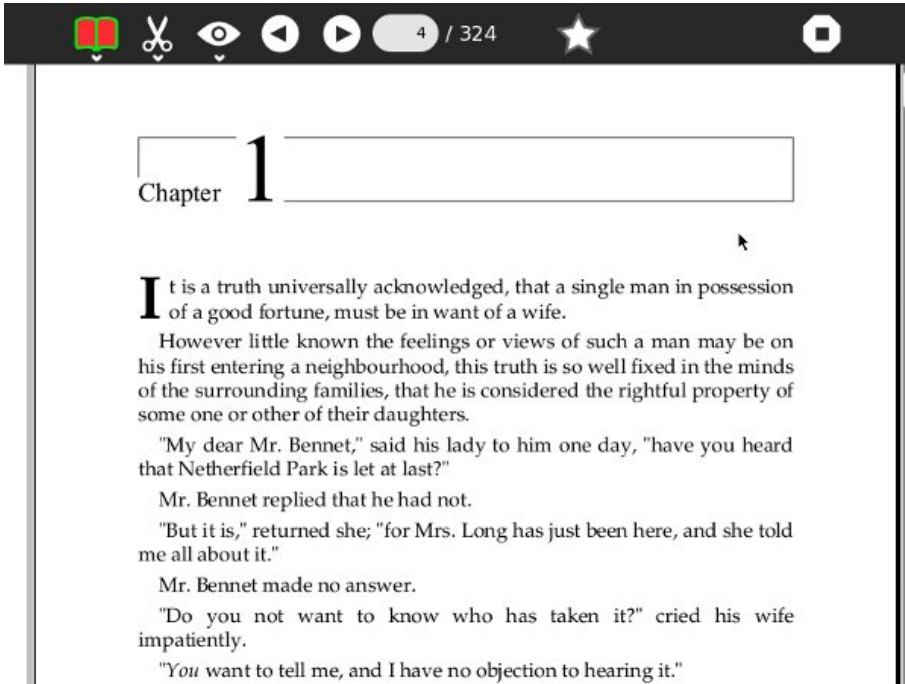 4 / 324
Chapter 1
It is a truth universally acknowledged, that a single man in possession
of a good fortune, must be in want of a wife.
However little known the feelings or views of such a man may be on
his first entering a neighbourhood, this truth is so well fixed in the minds
of the surrounding families, that he is considered the rightful property of
some one or other of their daughters.
"My dear Mr. Bennet," said his lady to him one day, "have you heard
that Netherfield Park is let at last?"
Mr. Bennet replied that he had not.
"But it is," returned she; "for Mrs. Long has just been here, and she told
me all about it."
Mr. Bennet made no answer.
"Do you not want to know who has taken it?" cried his wife
impatiently.
"You want to tell me, and I have no objection to hearing it."